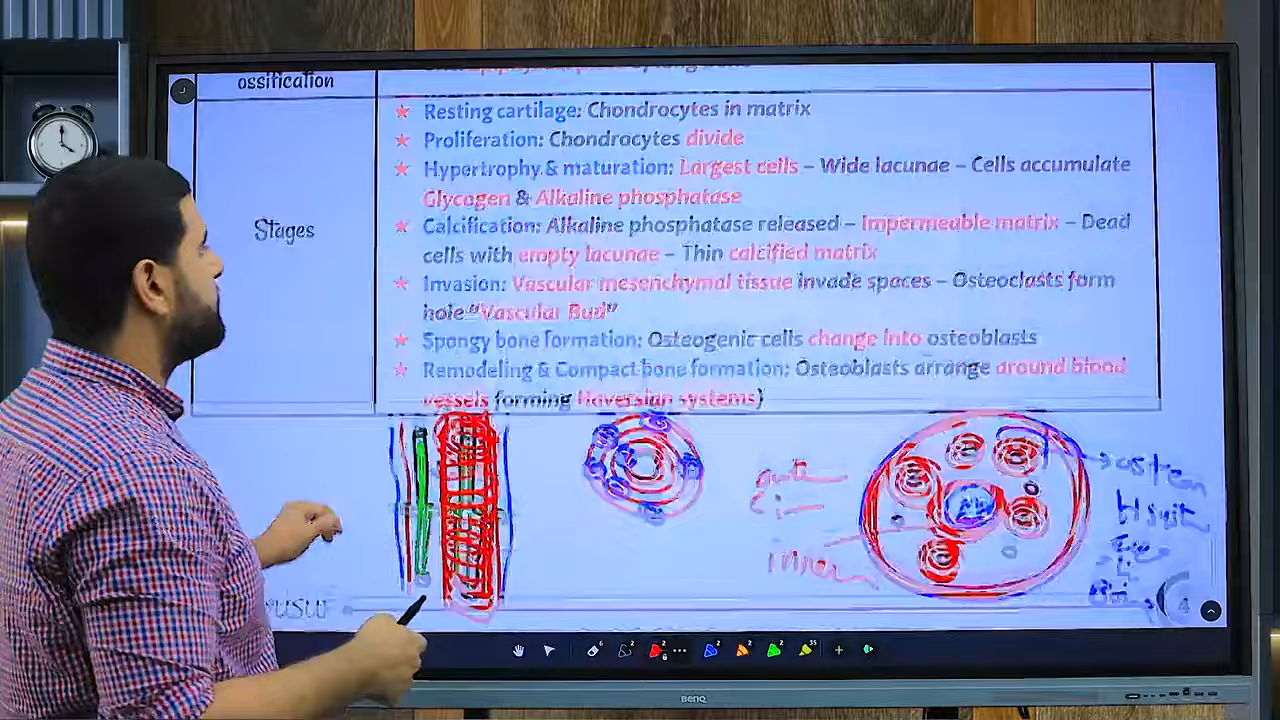 ossification
★ Resting cartilage: Chondrocytes in matrix
★ Proliferation: Chondrocytes divide
★ Hypertrophy & maturation: Largest cells – Wide lacunae – Cells accumulate
Glycogen & Alkaline phosphatase
Stages
★ Calcification: Alkaline phosphatase released – Impermeable matrix – Dead
cells with empty lacunae – Thin calcified matrix
★ Invasion: Vascular mesenchymal tissue invade spaces – Osteoclasts form
hole "Vascular Bud"
★ Spongy bone formation: Osteogenic cells change into osteoblasts
★ Remodeling & Compact bone formation: Osteoblasts arrange around blood
vessels forming Haversian systems)
4
BENQ